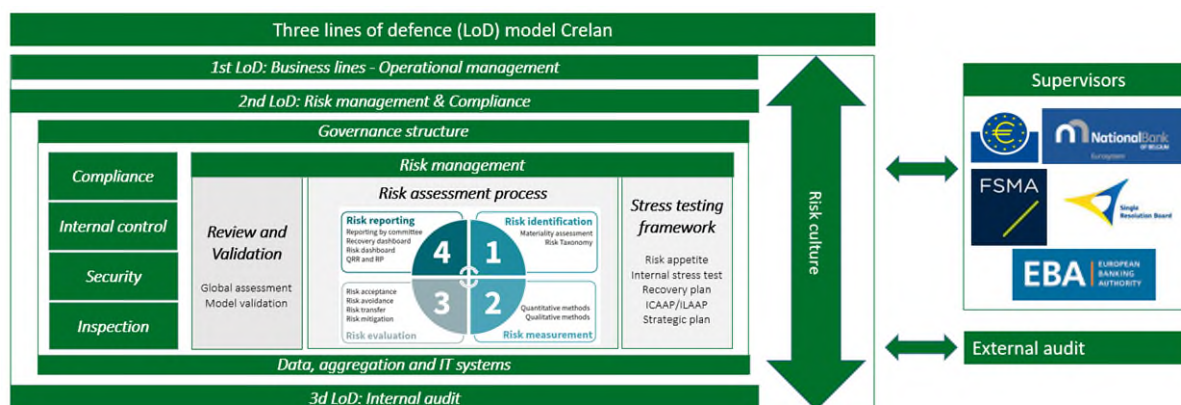 Three lines of defence (LoD) model Crelan
1st LoD: Business lines - Operational management
2nd LoD: Risk management & Compliance
Governance structure
Compliance
Internal control
Security
Inspection
Risk management
Review and
Validation
Global assessment
Model validation
Risk assessment process
Risk reporting
Reporting by committee
Recovery dashboard
Risk dashboard
QRR and RP
4
1
Risk identification
Materiality assessment
Risk Taxonomy
Risk acceptance
Risk avoidance
Risk transfer
Risk mitigation
Risk evaluation
3
2
Quantitative methods
Qualitative methods
Risk measurement
Stress testing
framework
Risk appetite
Internal stress test
Recovery plan
ICAAP/ILAAP
Strategic plan
Data, aggregation and IT systems
3d LoD: Internal audit
Risk culture
Supervisors
€
NationalBank
OF BELGIUM
Eurosystem
FSMA
Single
Resolution Board
EBA
EUROPEAN
BANKING
AUTHORITY
External audit